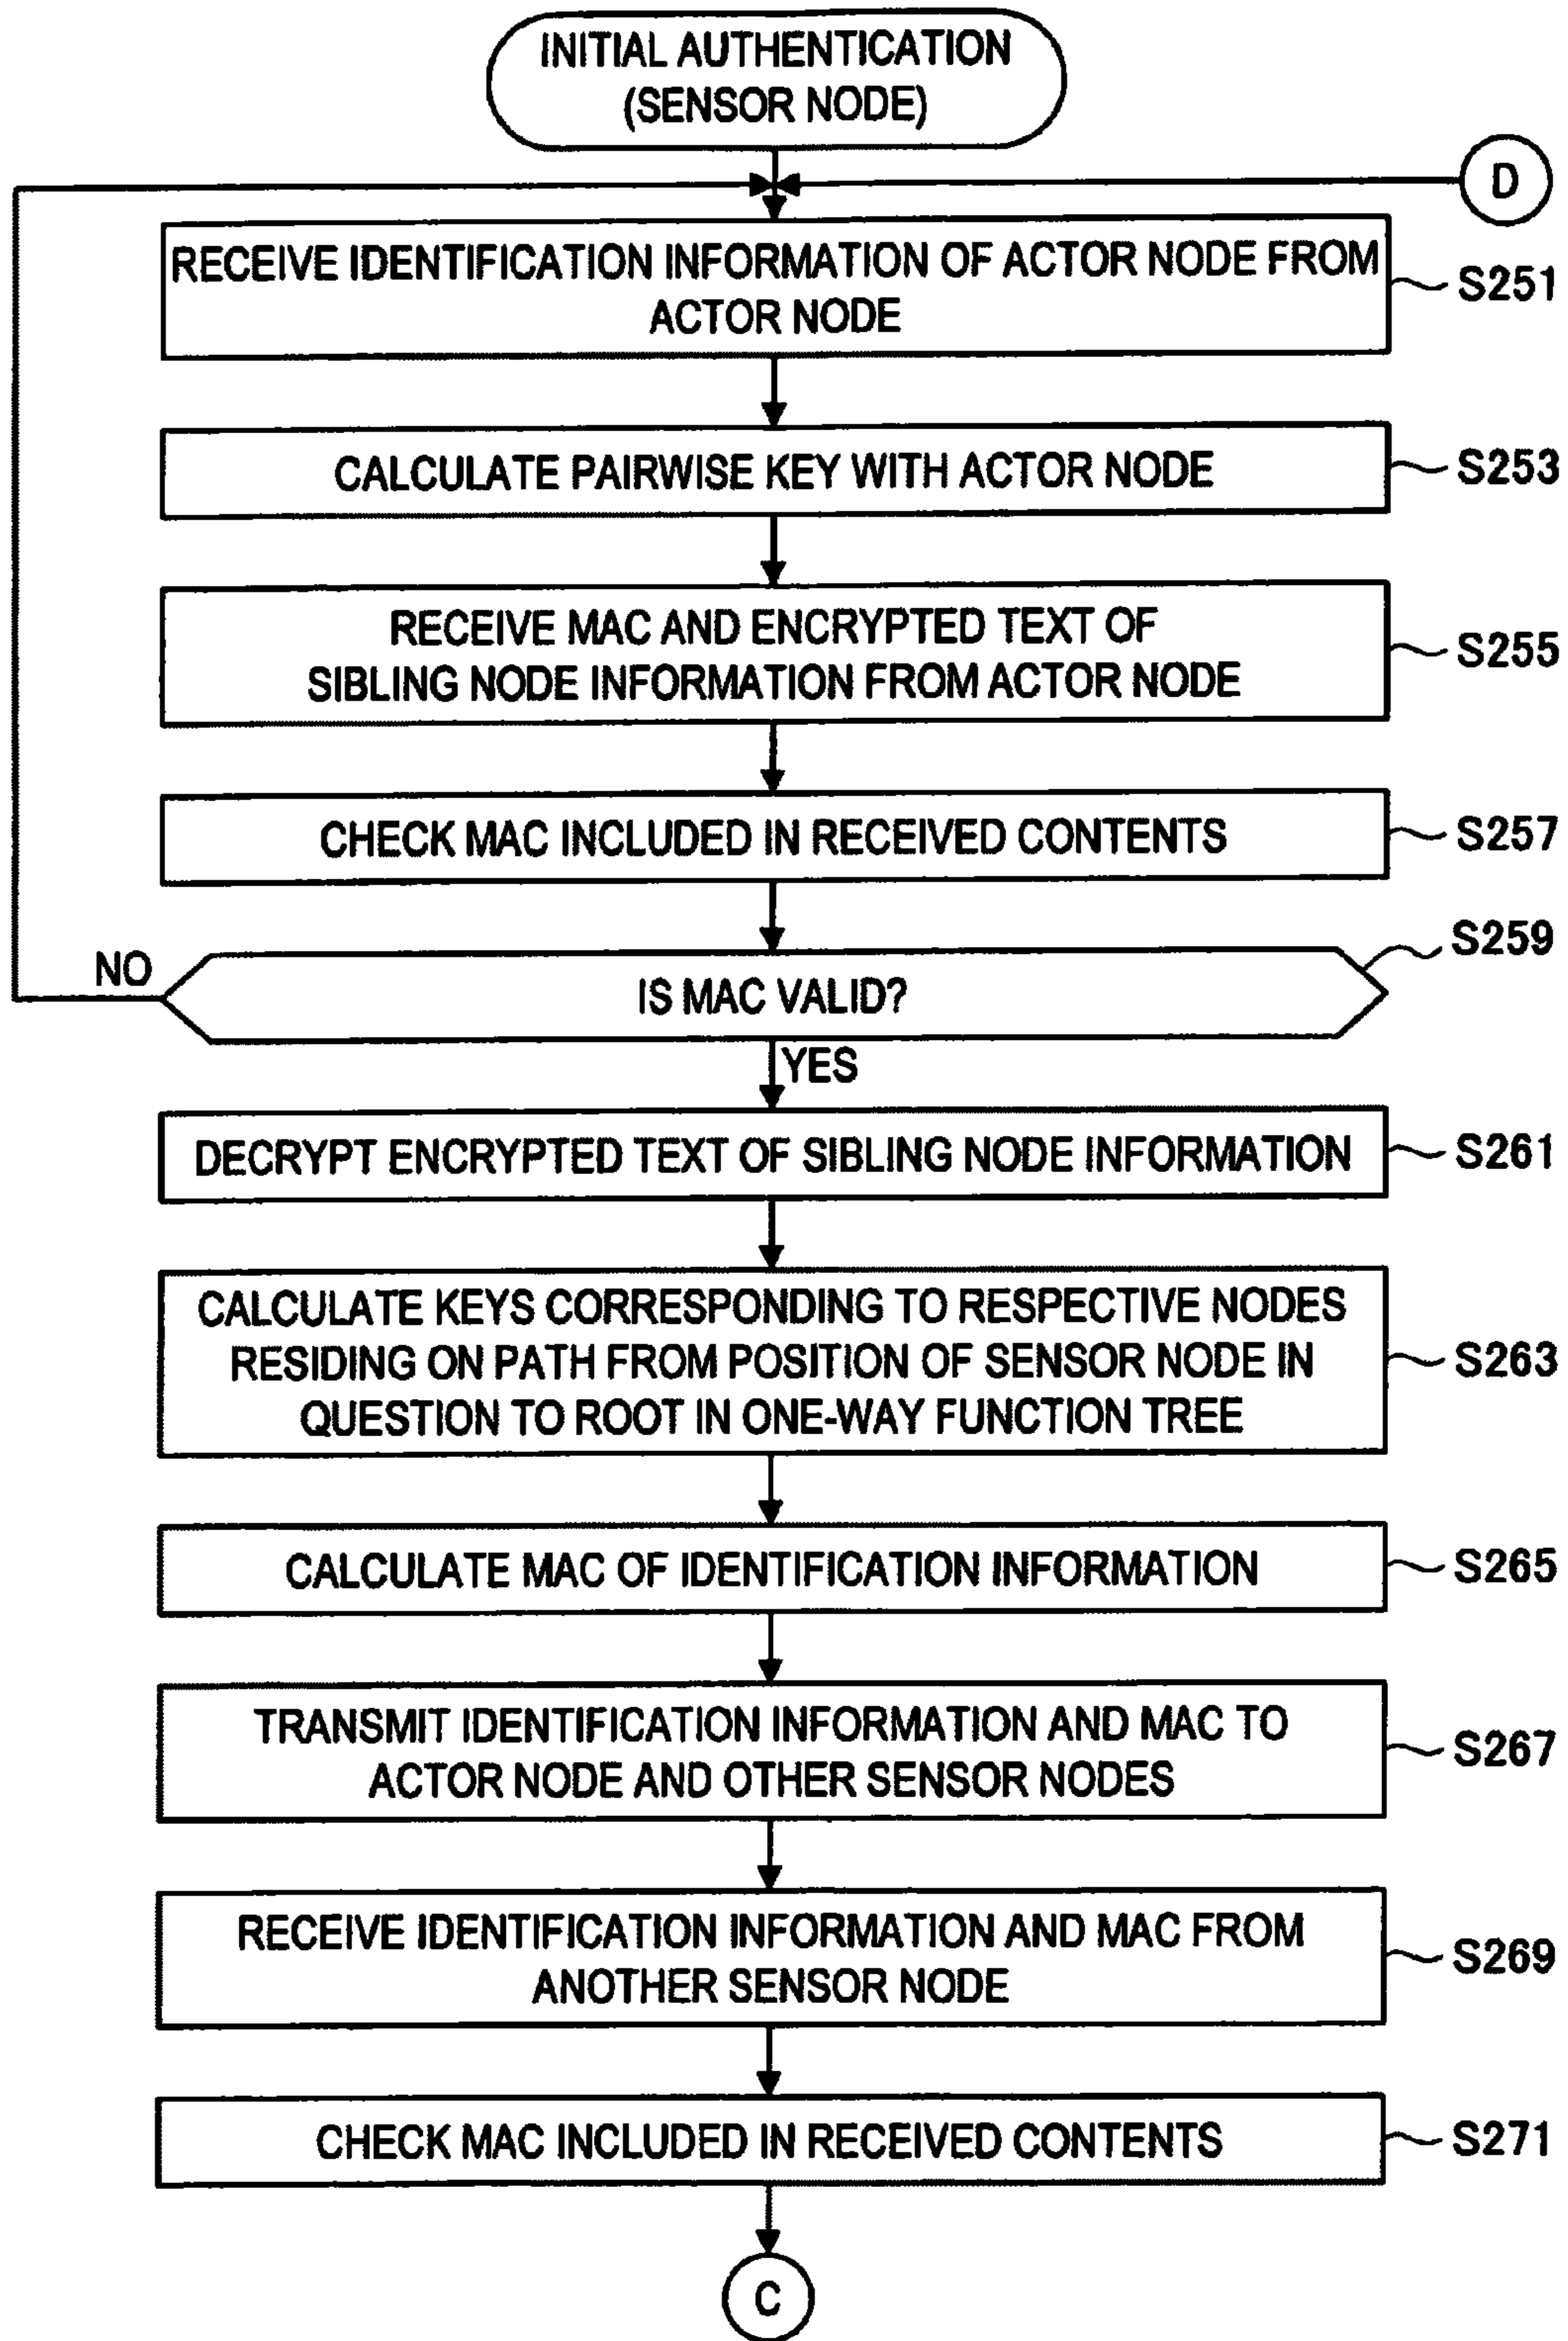 INITIAL AUTHENTICATION
(SENSOR NODE)
D
RECEIVE IDENTIFICATION INFORMATION OF ACTOR NODE FROM
ACTOR NODE
S251
CALCULATE PAIRWISE KEY WITH ACTOR NODE
S253
RECEIVE MAC AND ENCRYPTED TEXT OF
SIBLING NODE INFORMATION FROM ACTOR NODE
S255
CHECK MAC INCLUDED IN RECEIVED CONTENTS
S257
S259
NO
IS MAC VALID?
YES
DECRYPT ENCRYPTED TEXT OF SIBLING NODE INFORMATION
S261
CALCULATE KEYS CORRESPONDING TO RESPECTIVE NODES
RESIDING ON PATH FROM POSITION OF SENSOR NODE IN
QUESTION TO ROOT IN ONE-WAY FUNCTION TREE
S263
CALCULATE MAC OF IDENTIFICATION INFORMATION
S265
TRANSMIT IDENTIFICATION INFORMATION AND MAC TO
ACTOR NODE AND OTHER SENSOR NODES
S267
RECEIVE IDENTIFICATION INFORMATION AND MAC FROM
ANOTHER SENSOR NODE
S269
CHECK MAC INCLUDED IN RECEIVED CONTENTS
S271
C